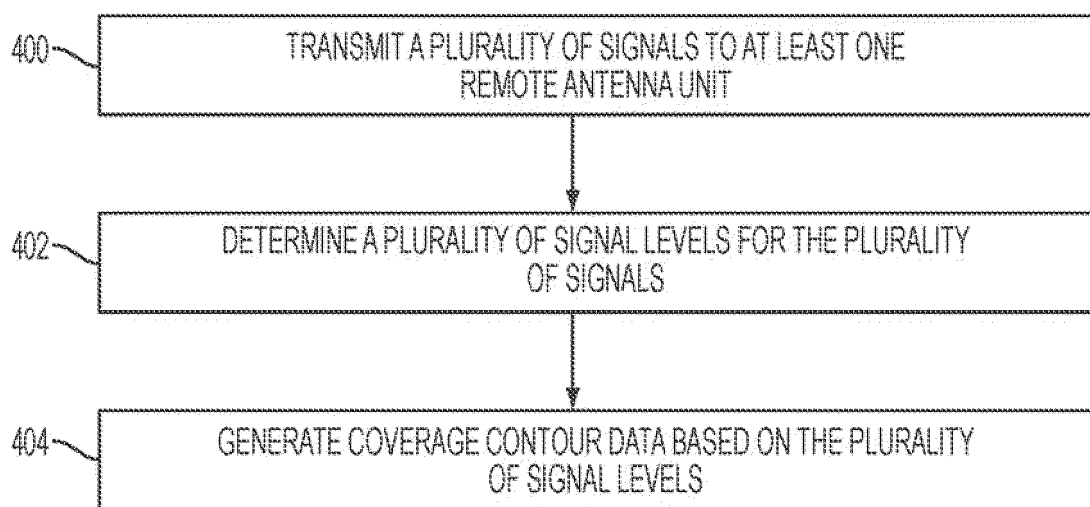 400
TRANSMIT A PLURALITY OF SIGNALS TO AT LEAST ONE
REMOTE ANTENNA UNIT
402
DETERMINE A PLURALITY OF SIGNAL LEVELS FOR THE PLURALITY
OF SIGNALS
404
GENERATE COVERAGE CONTOUR DATA BASED ON THE PLURALITY
OF SIGNAL LEVELS